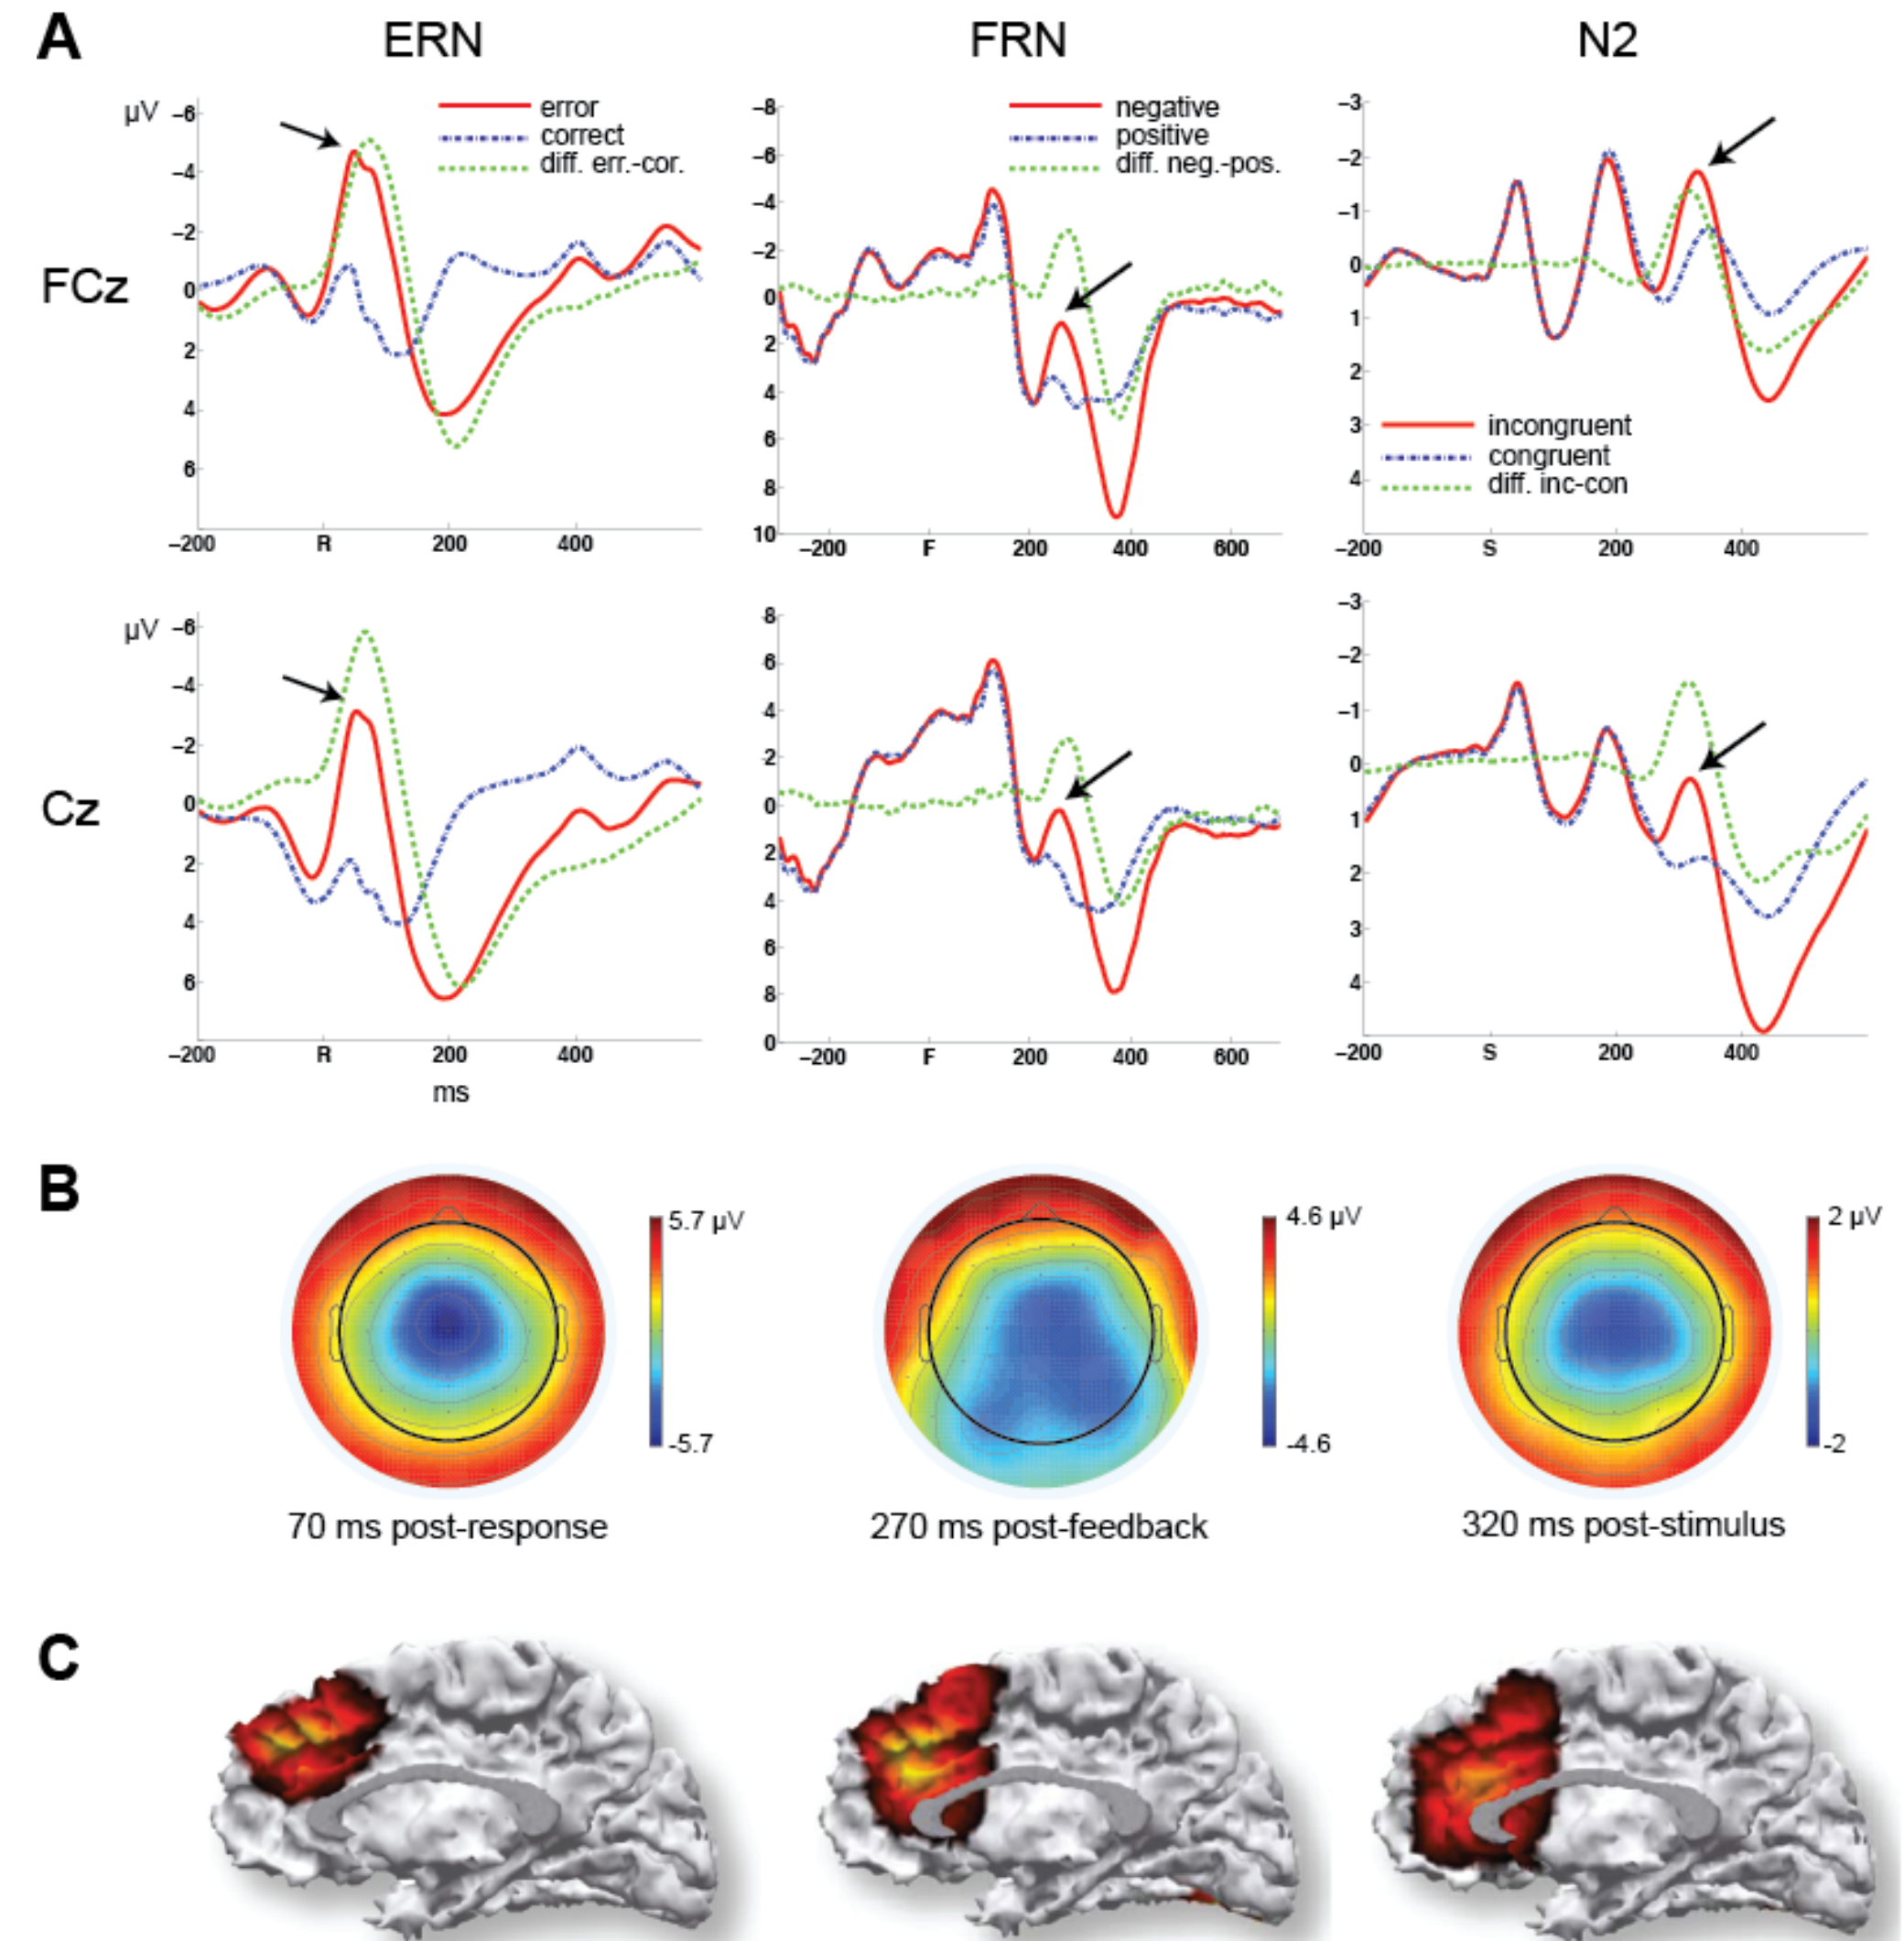 A
ERN
FRN
N2
µV
error
correct
diff. err.-cor.
negative
positive
diff. neg.-pos.
incongruent
congruent
diff. inc-con
FCz
–6
–4
–2
0
2
4
6
–200 R 200 400
–8
–6
–4
–2
0
2
4
6
8
10
–200 F 200 400 600
–3
–2
–1
0
1
2
3
4
–200 S 200 400
µV
Cz
–6
–4
–2
0
2
4
6
–200 R 200 400
ms
8
6
4
2
0
2
4
6
8
0
–200 F 200 400 600
–3
–2
–1
0
1
2
3
4
–200 S 200 400
B
5.7 µV
-5.7
4.6 µV
-4.6
2 µV
-2
70 ms post-response
270 ms post-feedback
320 ms post-stimulus
C